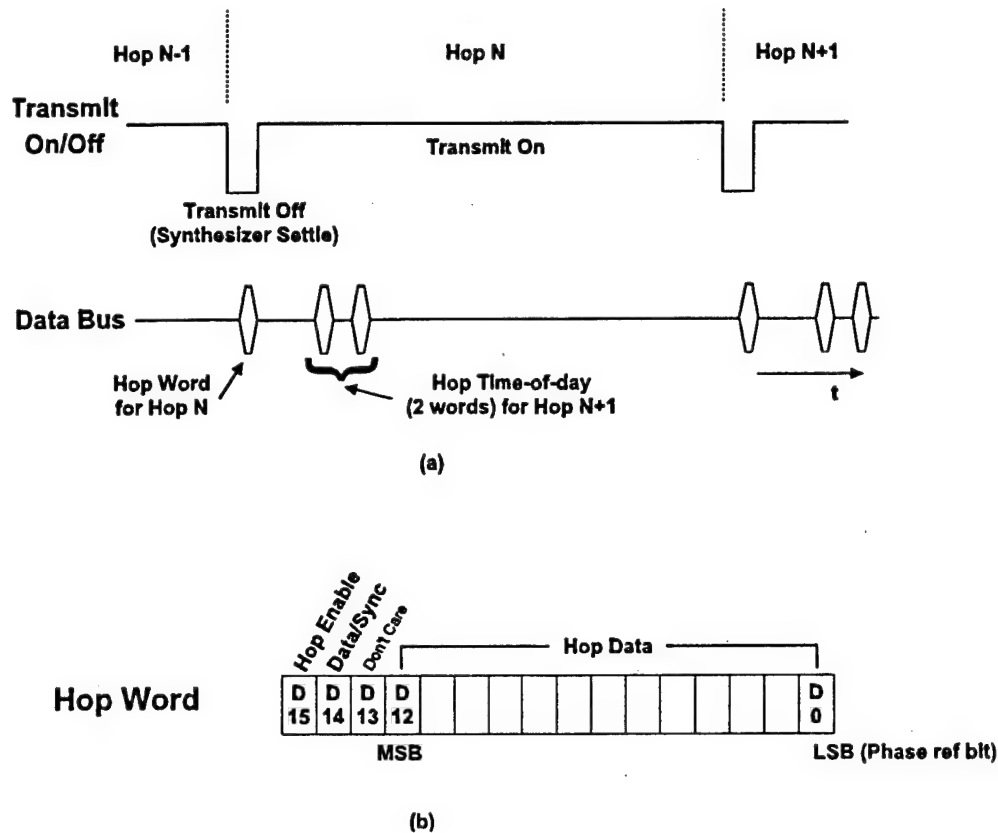 Hop N-1
Hop N
Hop N+1
Transmit
On/Off
Transmit On
Transmit Off
(Synthesizer Settle)
Data Bus
Hop Word
for Hop N
Hop Time-of-day
(2 words) for Hop N+1
t
(a)
Hop Enable
Data/Sync
Don't Care
Hop Data
Hop Word
D
15
D
14
D
13
D
12
D
0
MSB
LSB (Phase ref bit)
(b)